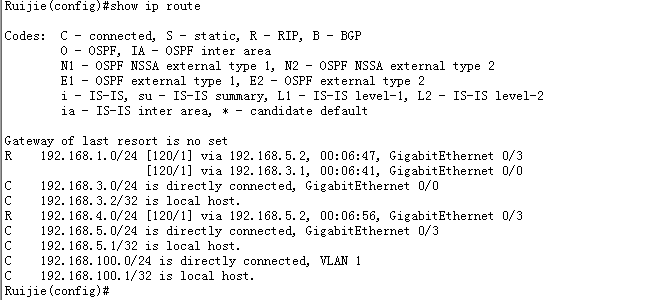 Ruijie(config)#show ip route
Codes:  C - connected, S - static, R - RIP, B - BGP
O - OSPF, IA - OSPF inter area
N1 - OSPF NSSA external type 1, N2 - OSPF NSSA external type 2
E1 - OSPF external type 1, E2 - OSPF external type 2
i - IS-IS, su - IS-IS summary, L1 - IS-IS level-1, L2 - IS-IS level-2
ia - IS-IS inter area, * - candidate default
Gateway of last resort is no set
R    192.168.1.0/24 [120/1] via 192.168.5.2, 00:06:47, GigabitEthernet 0/3
[120/1] via 192.168.3.1, 00:06:41, GigabitEthernet 0/0
C    192.168.3.0/24 is directly connected, GigabitEthernet 0/0
C    192.168.3.2/32 is local host.
R    192.168.4.0/24 [120/1] via 192.168.5.2, 00:06:56, GigabitEthernet 0/3
C    192.168.5.0/24 is directly connected, GigabitEthernet 0/3
C    192.168.5.1/32 is local host.
C    192.168.100.0/24 is directly connected, VLAN 1
C    192.168.100.1/32 is local host.
Ruijie(config)#